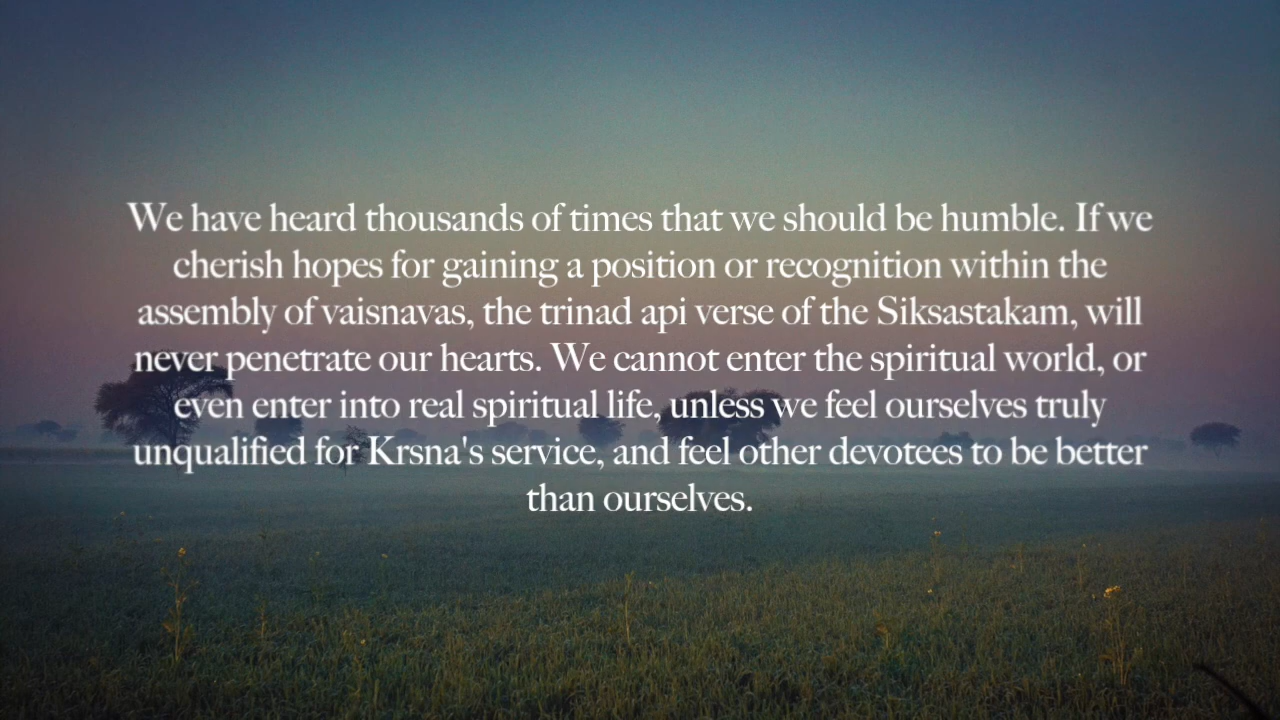 We have heard thousands of times that we should be humble. If we
cherish hopes for gaining a position or recognition within the
assembly of vaisnavas, the trinad api verse of the Siksastakam, will
never penetrate our hearts. We cannot enter the spiritual world, or
even enter into real spiritual life, unless we feel ourselves truly
unqualified for Krsna's service, and feel other devotees to be better
than ourselves.